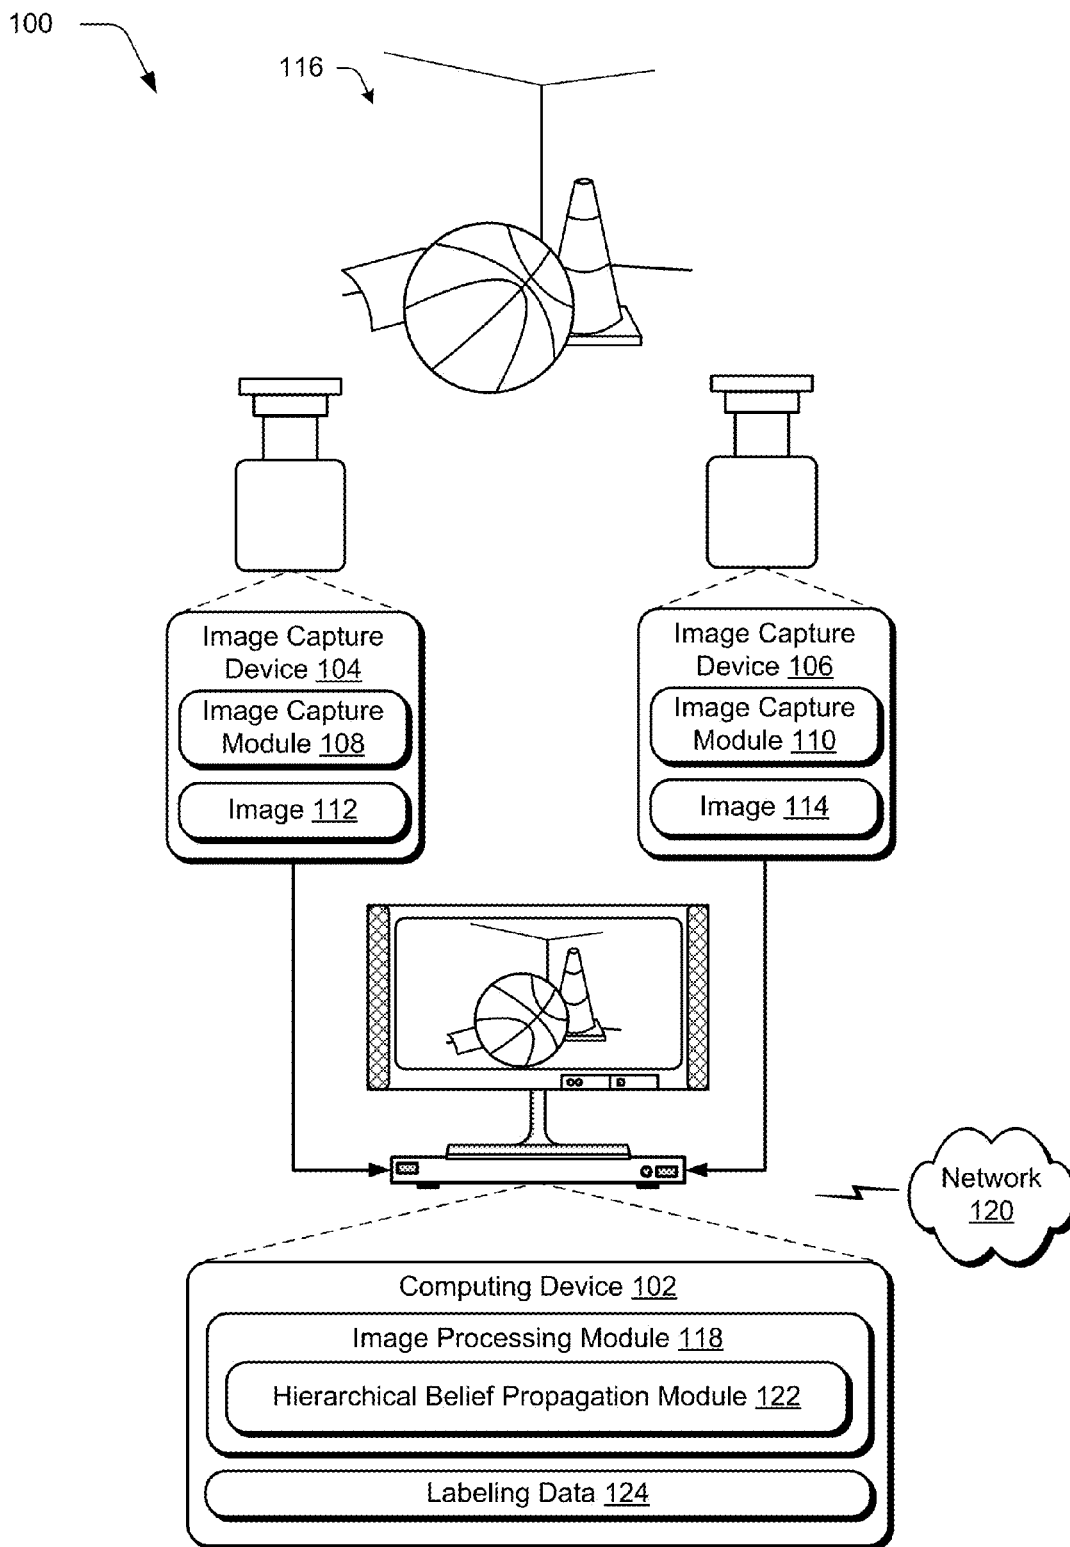 100
116
Image Capture
Device 104
Image Capture
Module 108
Image 112
Image Capture
Device 106
Image Capture
Module 110
Image 114
Network
120
Computing Device 102
Image Processing Module 118
Hierarchical Belief Propagation Module 122
Labeling Data 124